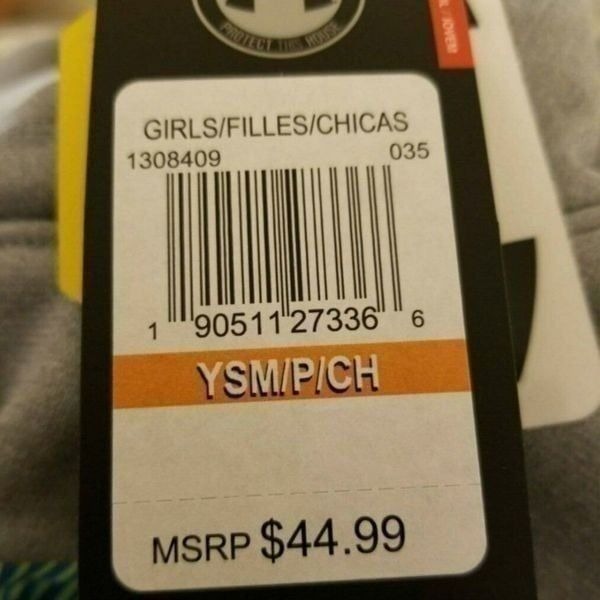 PROTECT THIS HOUSE
GIRLS/FILLES/CHICAS
1308409 035
1 90511 27336 6
YSM/P/CH
MSRP $44.99